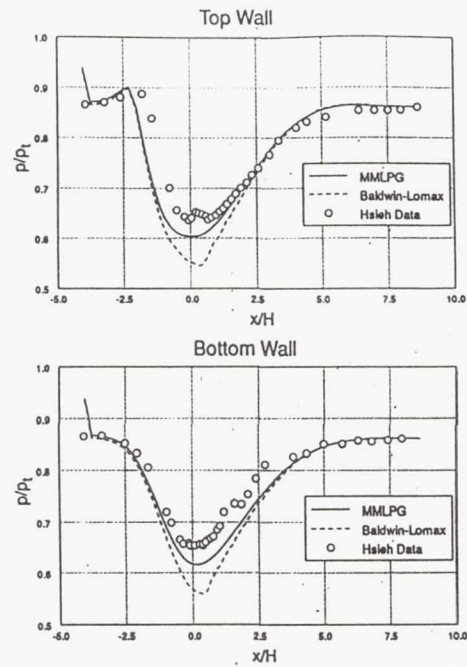 Top Wall
1.0
0.9
0.8
0.7
0.6
0.5
p/pt
MMLPG
Baldwin-Lomax
Hsieh Data
-5.0 -2.5 0.0 2.5 5.0 7.5 10.0
x/H
Bottom Wall
1.0
0.9
0.8
0.7
0.6
0.5
p/pt
MMLPG
Baldwin-Lomax
Hsieh Data
-5.0 -2.5 0.0 2.5 5.0 7.5 10.0
x/H